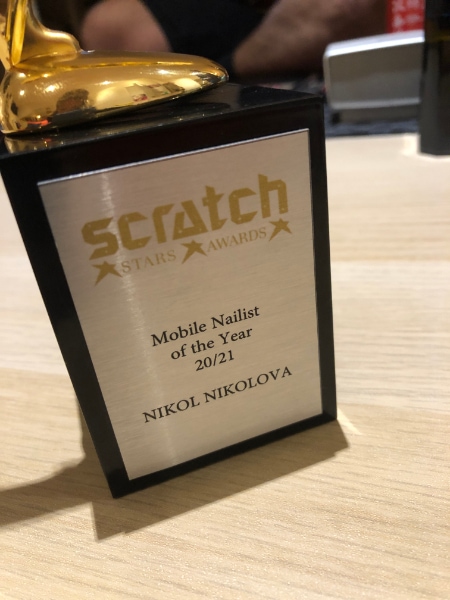 scratch
STARS AWARDS
Mobile Nailist
of the Year
20/21
NIKOL NIKOLOVA